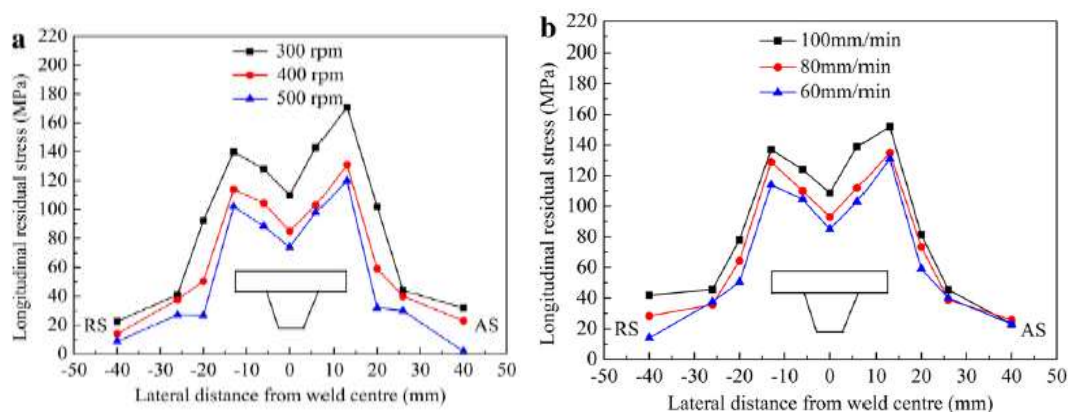 a
220
200
180
160
140
120
100
80
60
40
20
0
Longitudinal residual stress (MPa)
300 rpm
400 rpm
500 rpm
RS
AS
-50 -40 -30 -20 -10 0 10 20 30 40 50
Lateral distance from weld centre (mm)
b
220
200
180
160
140
120
100
80
60
40
20
0
Longitudinal residual stress (MPa)
100mm/min
80mm/min
60mm/min
RS
AS
-50 -40 -30 -20 -10 0 10 20 30 40 50
Lateral distance from weld centre (mm)